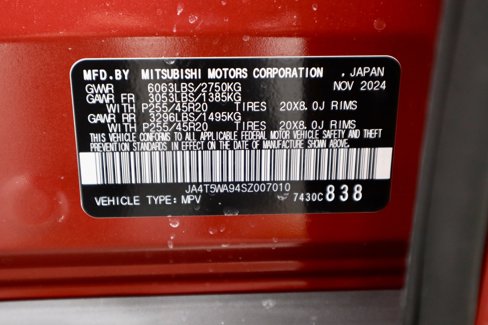 MFD.BY MITSUBISHI MOTORS CORPORATION , JAPAN
GVWR 6063LBS/2750KG NOV 2024
GAWR FR 3053LBS/1385KG
WITH P255/45R20 TIRES 20X8.0J RIMS
GAWR RR 3296LBS/1495KG
WITH P255/45R20 TIRES 20X8.0J RIMS
THIS VEHICLE CONFORMS TO ALL APPLICABLE FEDERAL MOTOR VEHICLE SAFETY AND THEFT
PREVENTION STANDARDS IN EFFECT ON THE DATE OF MANUFACTURE SHOWN ABOVE.
JA4T5WA94SZ007010
VEHICLE TYPE: MPV 7430C838